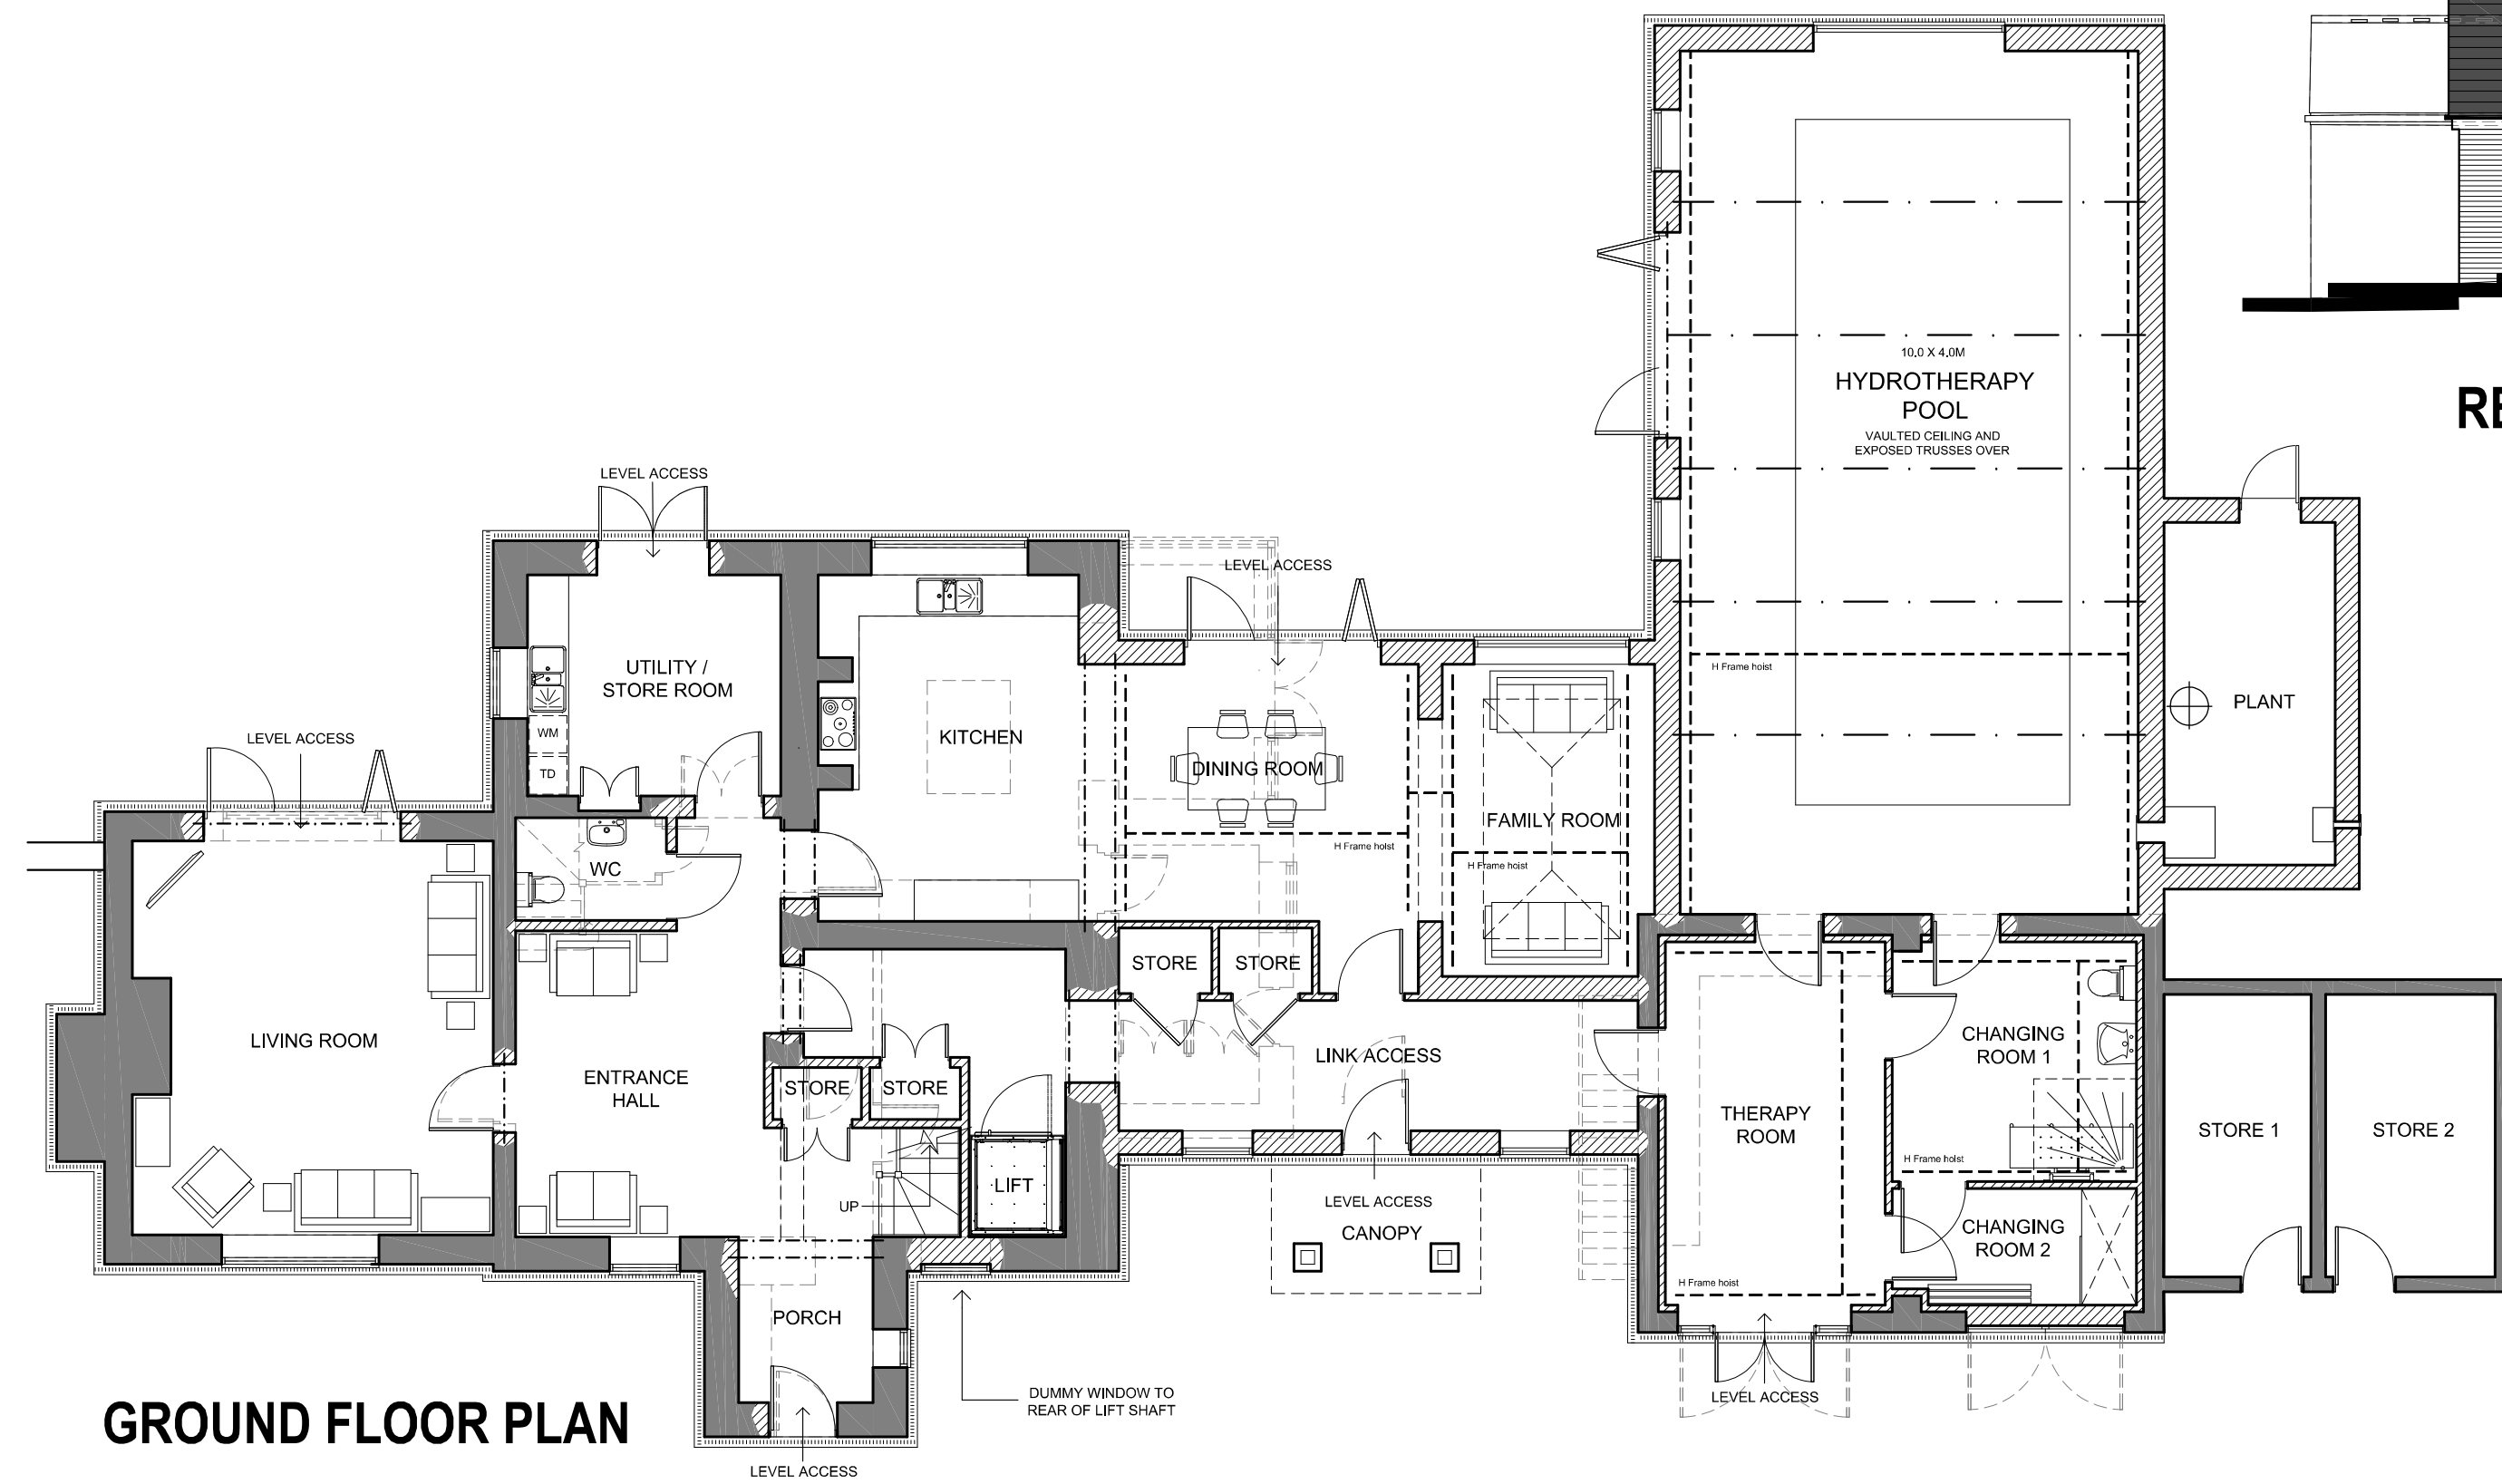 10.0 X 4.0M
HYDROTHERAPY
POOL
VAULTED CEILING AND
EXPOSED TRUSSES OVER
RE
LEVEL ACCESS
LEVEL ACCESS
H Frame hoist
UTILITY /
STORE ROOM
PLANT
WM
TD
KITCHEN
LEVEL ACCESS
DINING ROOM
FAMILY ROOM
H Frame hoist
H Frame hoist
WC
STORE
STORE
LIVING ROOM
LINK ACCESS
CHANGING
ROOM 1
ENTRANCE
HALL
STORE
STORE
THERAPY
ROOM
STORE 1
STORE 2
H Frame hoist
LIFT
UP
LEVEL ACCESS
CANOPY
CHANGING
ROOM 2
H Frame hoist
PORCH
DUMMY WINDOW TO
REAR OF LIFT SHAFT
LEVEL ACCESS
GROUND FLOOR PLAN
LEVEL ACCESS